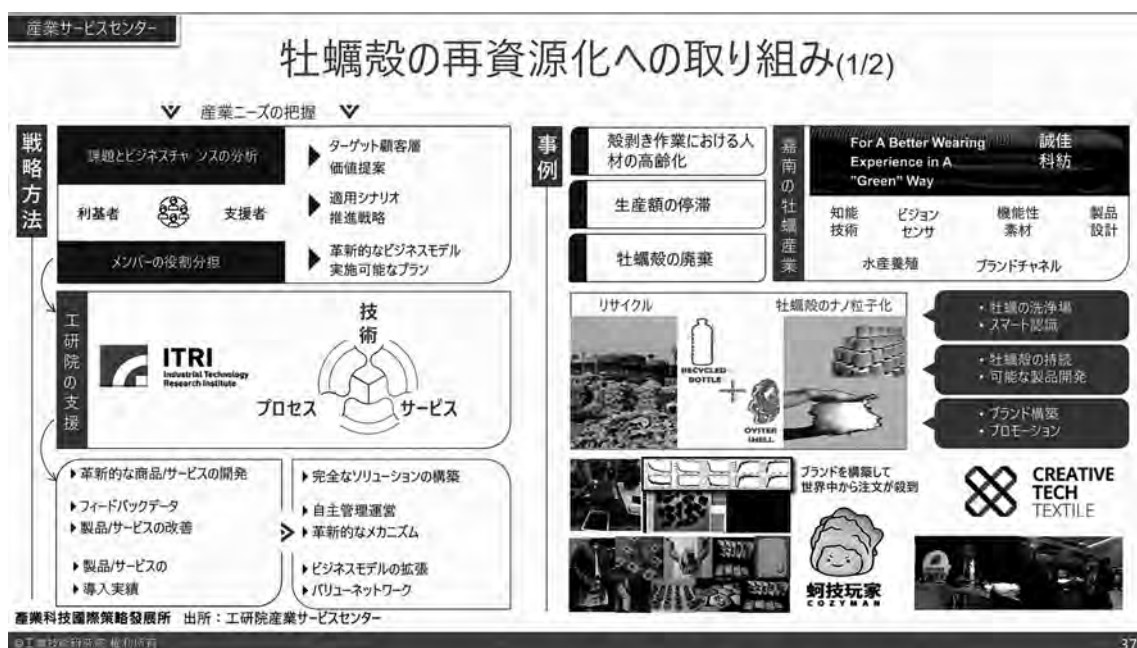 産業サービスセンター
牡蠣殻の再資源化への取り組み(1/2)
産業ニーズの把握
戦略方法
課題とビジネスチャンスの分析
ターゲット顧客層
価値提案
利基者
支援者
適用シナリオ
推進戦略
メンバーの役割分担
革新的なビジネスモデル
実施可能なプラン
工研院の支援
ITRI
Industrial Technology
Research Institute
技術
プロセス
サービス
革新的な商品/サービスの開発
フィードバックデータ
製品/サービスの改善
製品/サービスの
導入実績
完全なソリューションの構築
自主管理運営
革新的なメカニズム
ビジネスモデルの拡張
バリューネットワーク
事例
殻剥き作業における人
材の高齢化
生産額の停滞
牡蠣殻の廃棄
嘉南の牡蠣産業
For A Better Wearing
Experience in A
"Green" Way
誠佳
科紡
知能
技術
ビジョン
センサ
機能性
素材
製品
設計
水産養殖
ブランドチャネル
リサイクル
牡蠣殻のナノ粒子化
RECYCLED
BOTTLE
OYSTER
SHELL
・牡蠣の洗浄場
・スマート認識
・牡蠣殻の持続
・可能な製品開発
・ブランド構築
・プロモーション
ブランドを構築して
世界中から注文が殺到
蚵技玩家
COZYMAN
CREATIVE
TECH
TEXTILE
產業科技國際策略發展所 出所：工研院産業サービスセンター
37